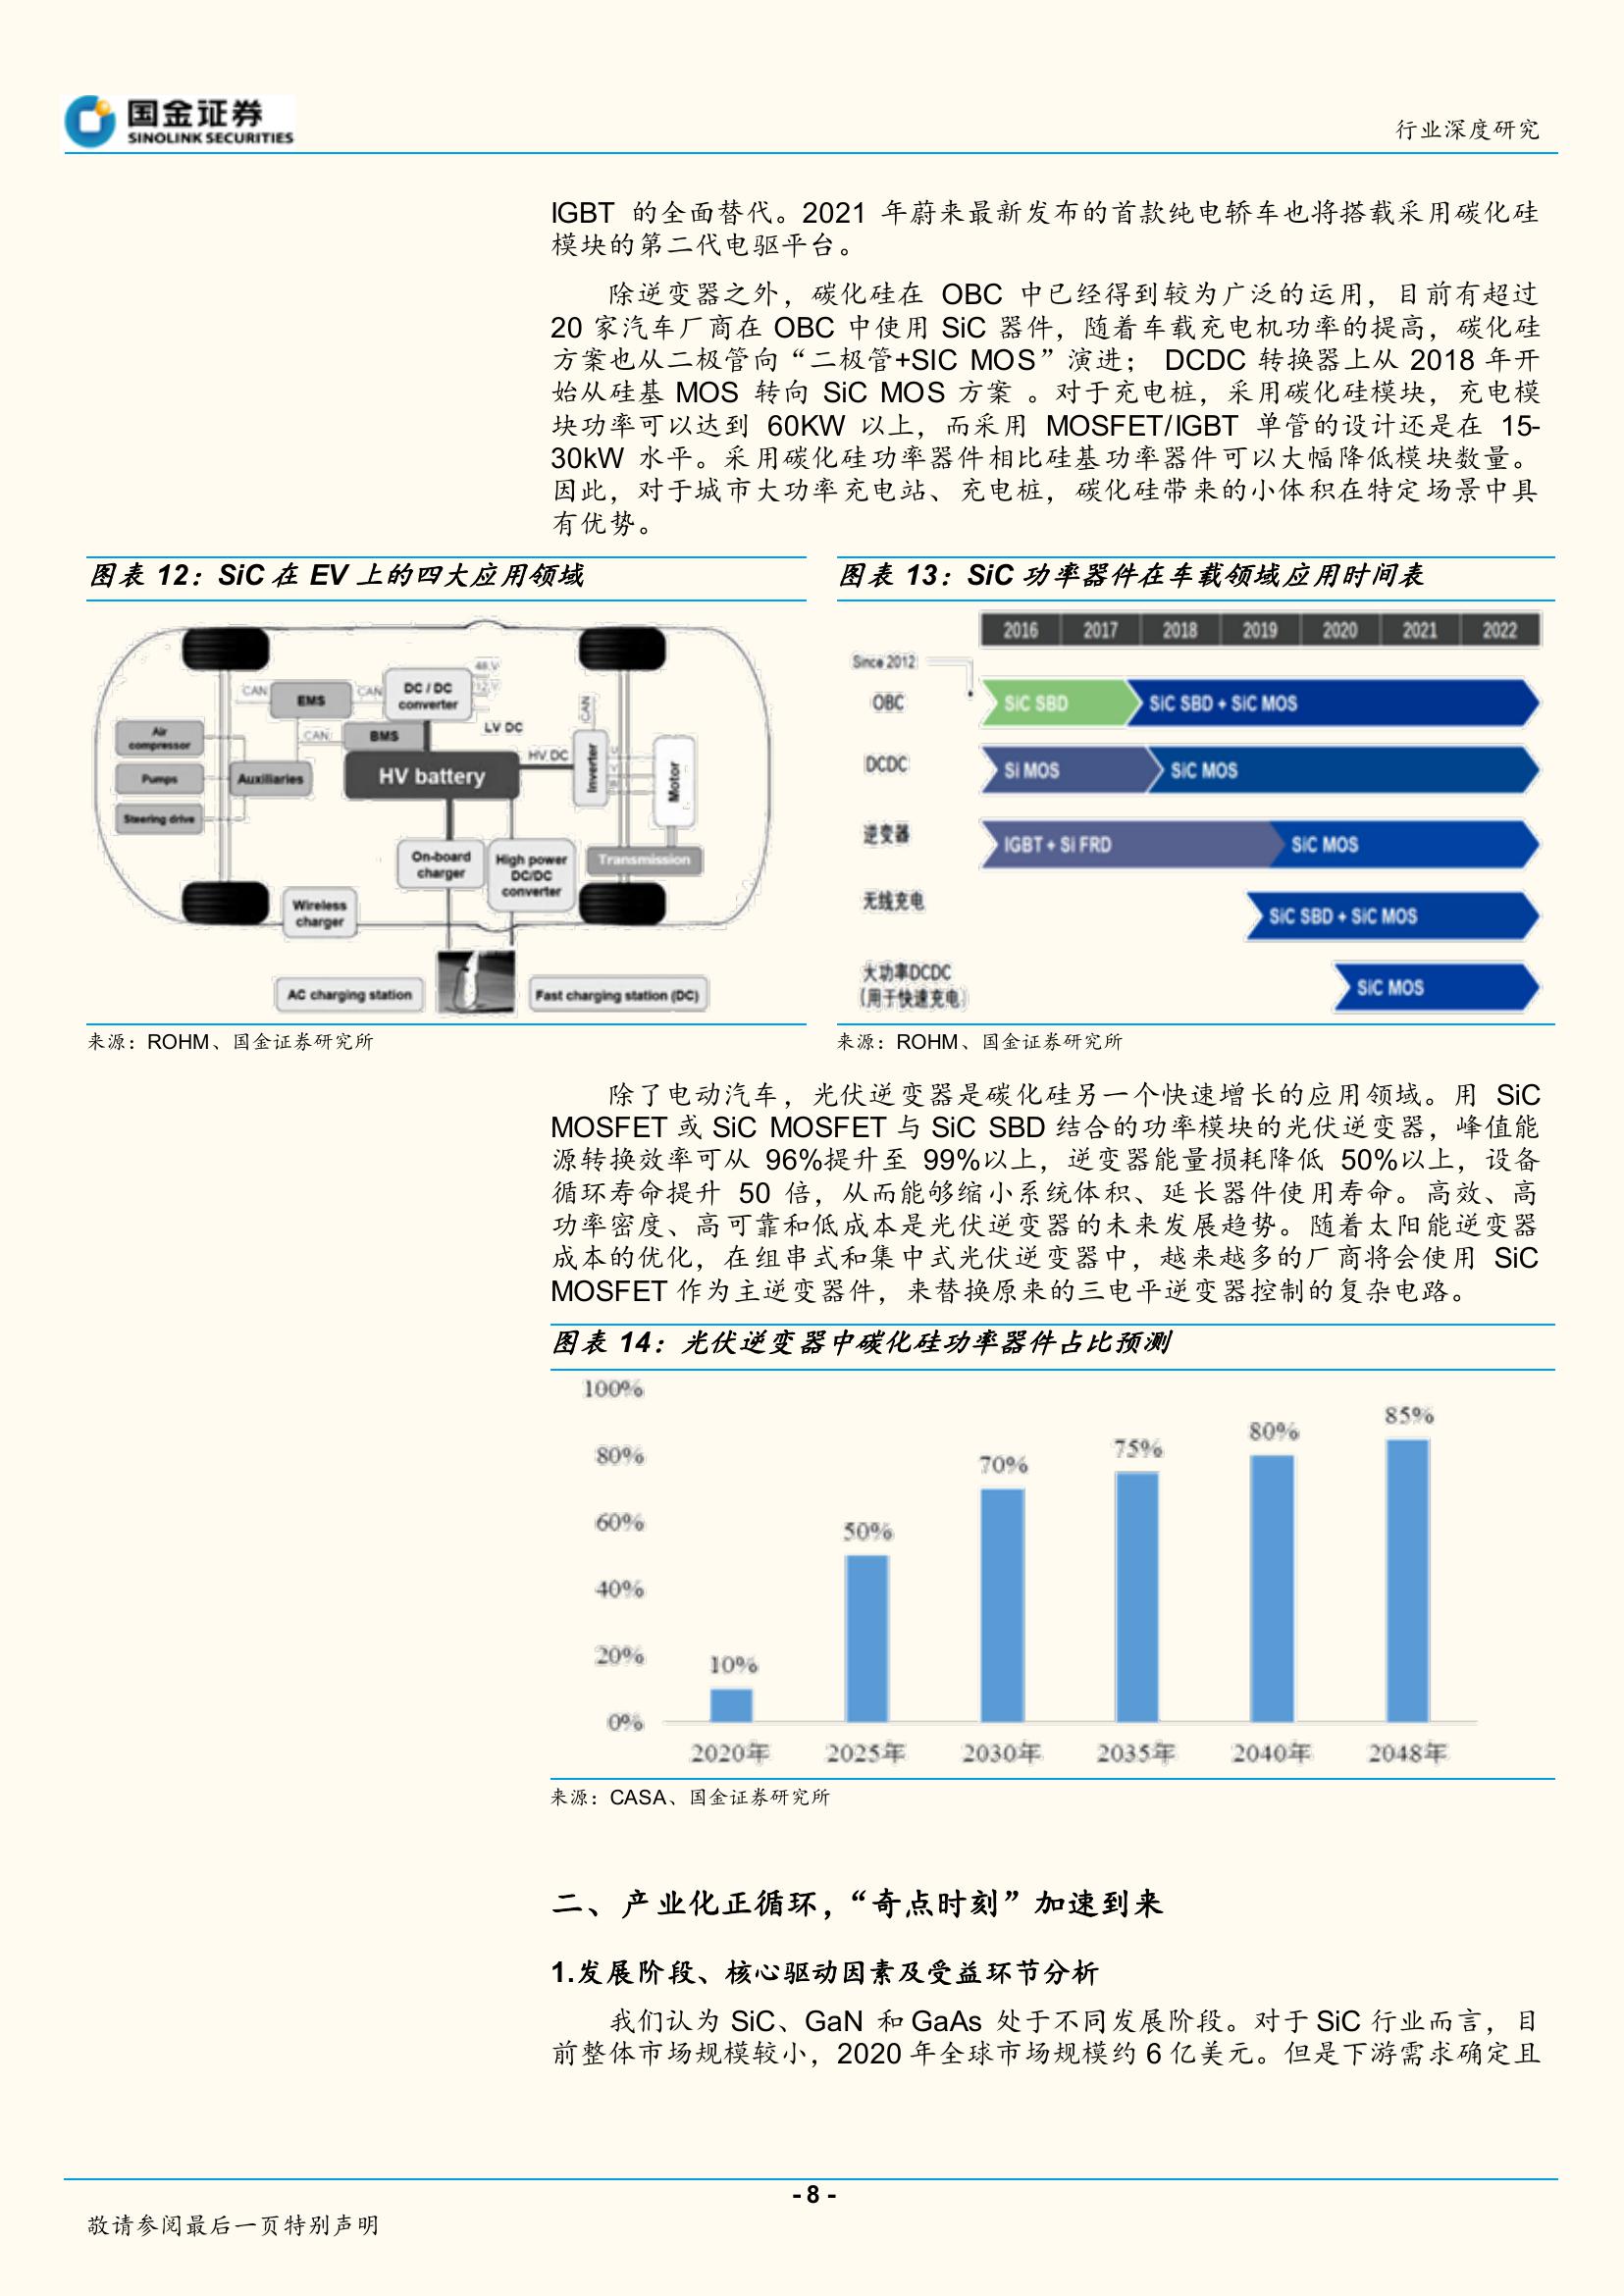 国金证券
SINOLINK SECURITIES
行业深度研究
IGBT 的全面替代。2021 年蔚来最新发布的首款纯电轿车也将搭载采用碳化硅
模块的第二代电驱平台。
除逆变器之外，碳化硅在 OBC 中已经得到较为广泛的运用，目前有超过
20 家汽车厂商在 OBC 中使用 SiC 器件，随着车载充电机功率的提高，碳化硅
方案也从二极管向“二极管+SIC MOS”演进； DCDC 转换器上从 2018 年开
始从硅基 MOS 转向 SiC MOS 方案 。对于充电桩，采用碳化硅模块，充电模
块功率可以达到 60KW 以上，而采用 MOSFET/IGBT 单管的设计还是在 15-
30kW 水平。采用碳化硅功率器件相比硅基功率器件可以大幅降低模块数量。
因此，对于城市大功率充电站、充电桩，碳化硅带来的小体积在特定场景中具
有优势。
图表 12：SiC 在 EV 上的四大应用领域
48 V
12 V
CAN
EMS
CAN
DC / DC
converter
LV DC
CAN
BMS
Air
compressor
Pumps
Steering drive
Auxiliaries
HV battery
HV DC
CAN
Inverter
Motor
On-board
charger
High power
DC/DC
converter
Transmission
Wireless
charger
AC charging station
Fast charging station (DC)
来源：ROHM、国金证券研究所
图表 13：SiC 功率器件在车载领域应用时间表
2016 2017 2018 2019 2020 2021 2022
Since 2012
OBC SiC SBD SiC SBD + SiC MOS
DCDC Si MOS SiC MOS
逆变器 IGBT + Si FRD SiC MOS
无线充电 SiC SBD + SiC MOS
大功率DCDC
(用于快速充电) SiC MOS
来源：ROHM、国金证券研究所
除了电动汽车，光伏逆变器是碳化硅另一个快速增长的应用领域。用 SiC
MOSFET 或 SiC MOSFET 与 SiC SBD 结合的功率模块的光伏逆变器，峰值能
源转换效率可从 96%提升至 99%以上，逆变器能量损耗降低 50%以上，设备
循环寿命提升 50 倍，从而能够缩小系统体积、延长器件使用寿命。高效、高
功率密度、高可靠和低成本是光伏逆变器的未来发展趋势。随着太阳能逆变器
成本的优化，在组串式和集中式光伏逆变器中，越来越多的厂商将会使用 SiC
MOSFET 作为主逆变器件，来替换原来的三电平逆变器控制的复杂电路。
图表 14：光伏逆变器中碳化硅功率器件占比预测
100%
80%
60%
40%
20%
0%
10% 50% 70% 75% 80% 85%
2020年 2025年 2030年 2035年 2040年 2048年
来源：CASA、国金证券研究所
二、产业化正循环，“奇点时刻”加速到来
1.发展阶段、核心驱动因素及受益环节分析
我们认为 SiC、GaN 和 GaAs 处于不同发展阶段。对于 SiC 行业而言，目
前整体市场规模较小，2020 年全球市场规模约 6 亿美元。但是下游需求确定且
- 8 -
敬请参阅最后一页特别声明